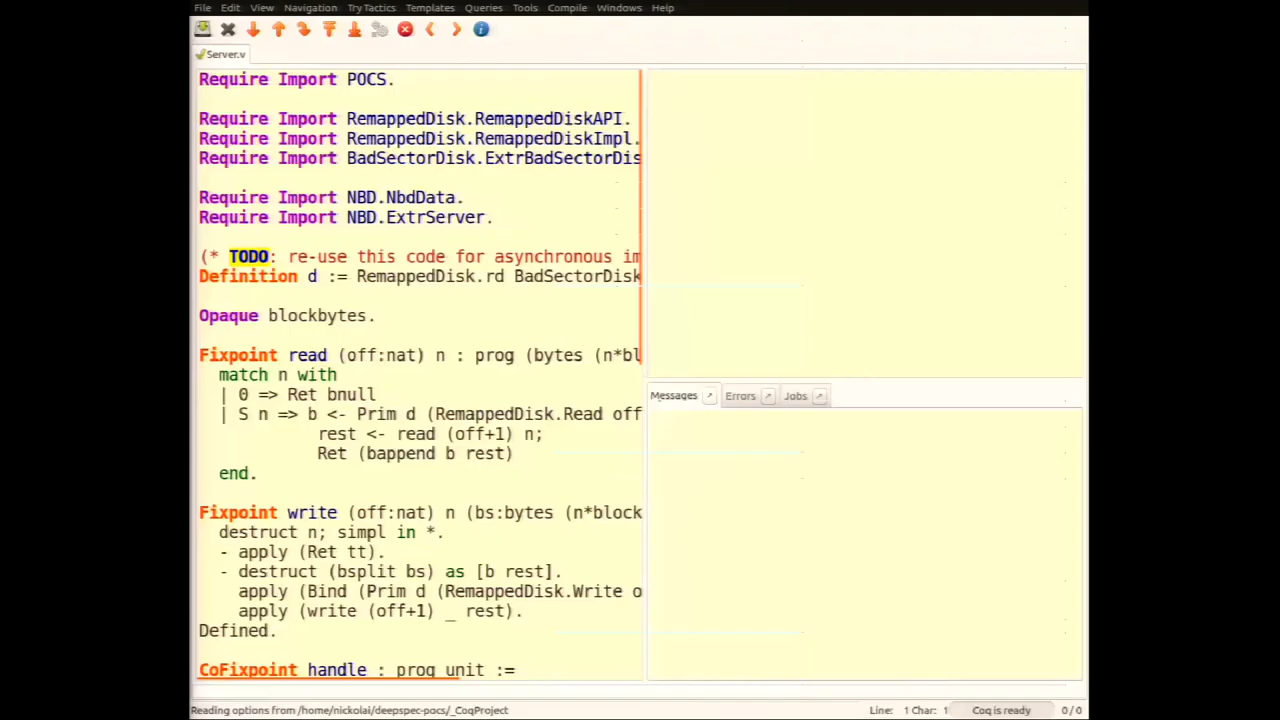 File Edit View Navigation Try Tactics Templates Queries Tools Compile Windows Help
Server.v
Require Import POCS.
Require Import RemappedDisk.RemappedDiskAPI.
Require Import RemappedDisk.RemappedDiskImpl.
Require Import BadSectorDisk.ExtrBadSectorDis
Require Import NBD.NbdData.
Require Import NBD.ExtrServer.
(* TODO: re-use this code for asynchronous im
Definition d := RemappedDisk.rd BadSectorDisk
Opaque blockbytes.
Fixpoint read (off:nat) n : prog (bytes (n*bl
match n with
| 0 => Ret bnull
| S n => b <- Prim d (RemappedDisk.Read off
rest <- read (off+1) n;
Ret (bappend b rest)
end.
Fixpoint write (off:nat) n (bs:bytes (n*block
destruct n; simpl in *.
- apply (Ret tt).
- destruct (bsplit bs) as [b rest].
apply (Bind (Prim d (RemappedDisk.Write o
apply (write (off+1) _ rest).
Defined.
CoFixpoint handle : prog unit :=
Messages Errors Jobs
Reading options from /home/nickolai/deepspec-pocs/_CoqProject Line: 1 Char: 1 Coq is ready 0/0